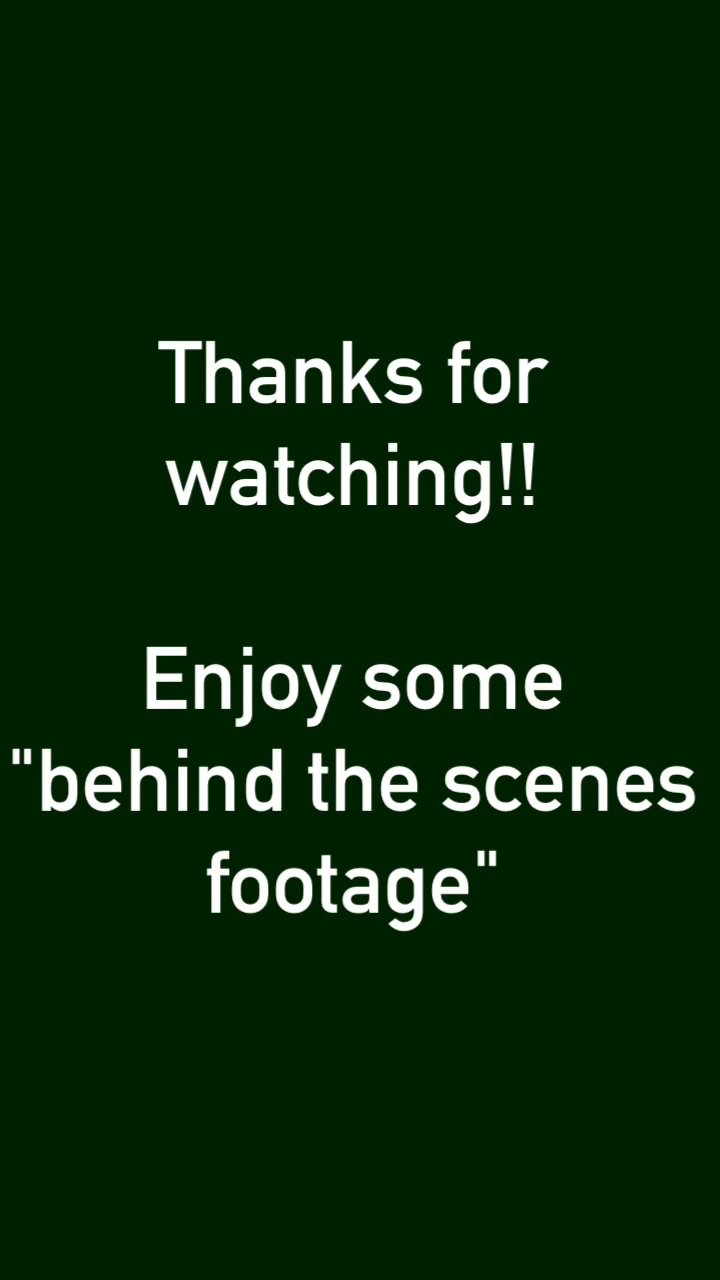 Thanks for
watching!!
Enjoy some
"behind the scenes
footage"